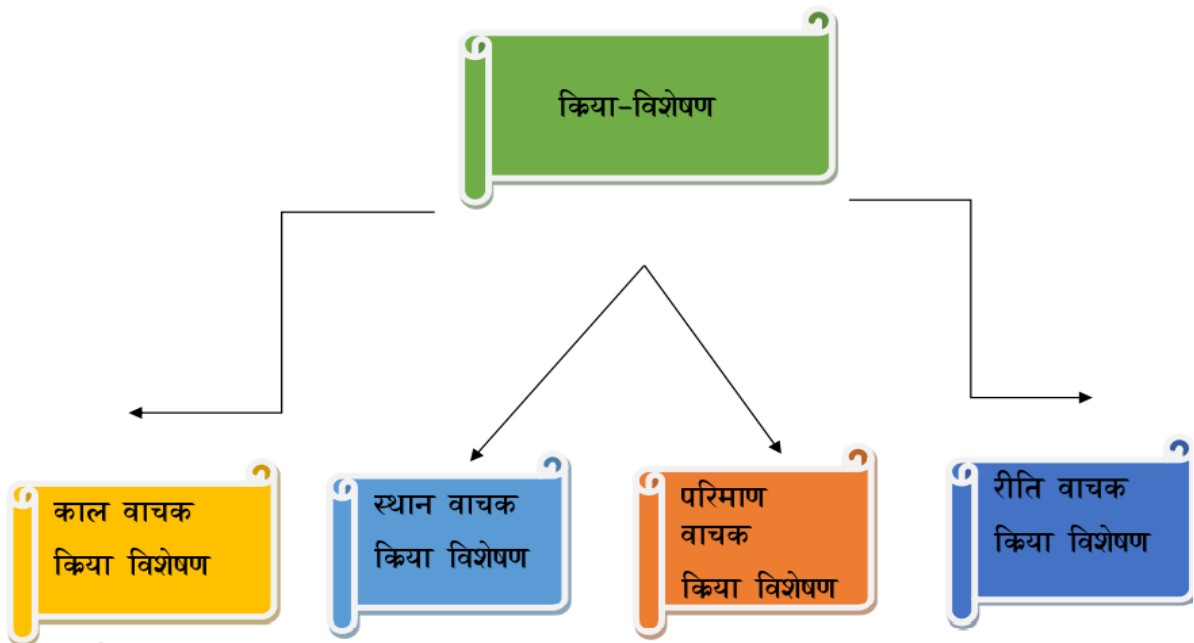 क्रिया-विशेषण
काल वाचक
क्रिया विशेषण
स्थान वाचक
क्रिया विशेषण
परिमाण
वाचक
क्रिया विशेषण
रीति वाचक
क्रिया विशेषण